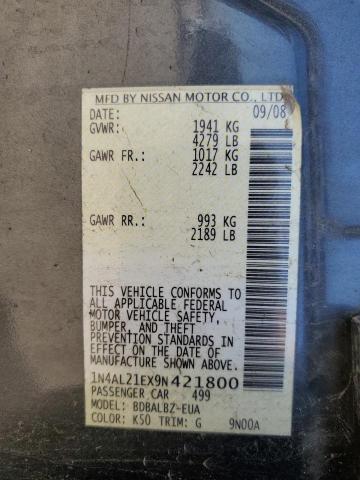 MFD BY NISSAN MOTOR CO., LTD.
DATE: 09/08
GVWR: 1941 KG
4279 LB
GAWR FR.: 1017 KG
2242 LB
GAWR RR.: 993 KG
2189 LB
THIS VEHICLE CONFORMS TO
ALL APPLICABLE FEDERAL
MOTOR VEHICLE SAFETY,
BUMPER, AND THEFT
PREVENTION STANDARDS IN
EFFECT ON THE DATE OF
MANUFACTURE SHOWN ABOVE.
1N4AL21EX9N421800
PASSENGER CAR 499
MODEL: BDBALBZ-EUA
COLOR: K50 TRIM: G 9N00A